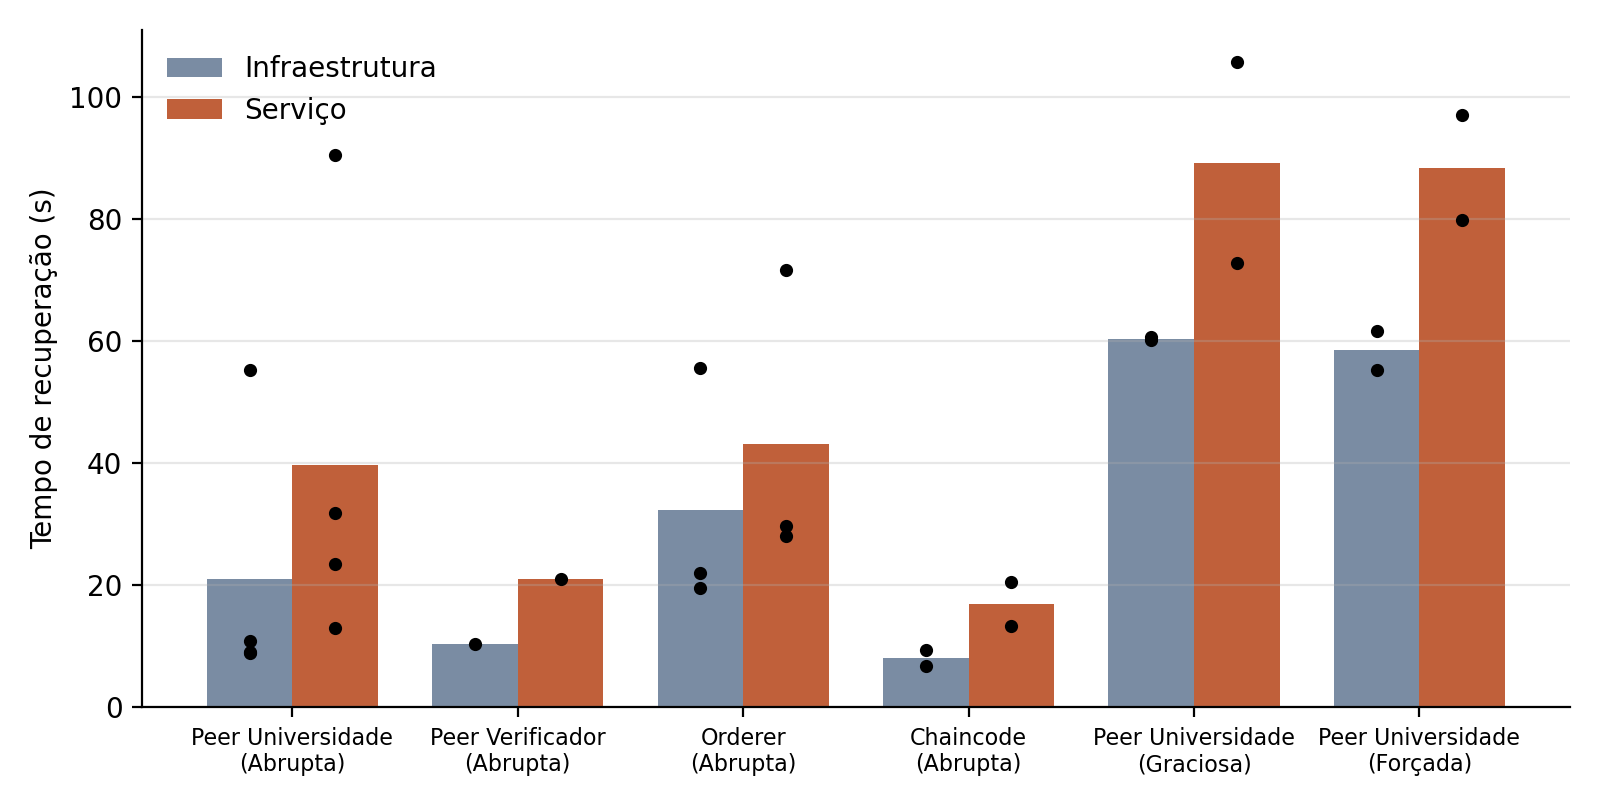 Infraestrutura
Serviço
Tempo de recuperação (s)
100
80
60
40
20
0
Peer Universidade
(Abrupta)
Peer Verificador
(Abrupta)
Orderer
(Abrupta)
Chaincode
(Abrupta)
Peer Universidade
(Graciosa)
Peer Universidade
(Forçada)